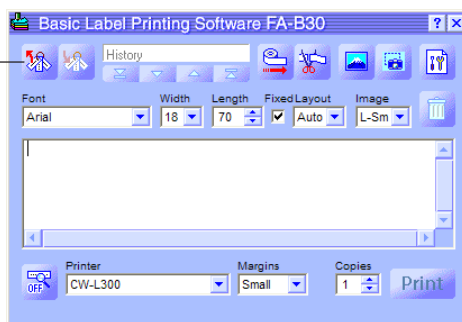 Basic Label Printing Software FA-B30
History
Font Width Length Fixed Layout Image
Arial 18 70 Auto L-Sm
Printer Margins Copies
OFF CW-L300 Small 1 Print